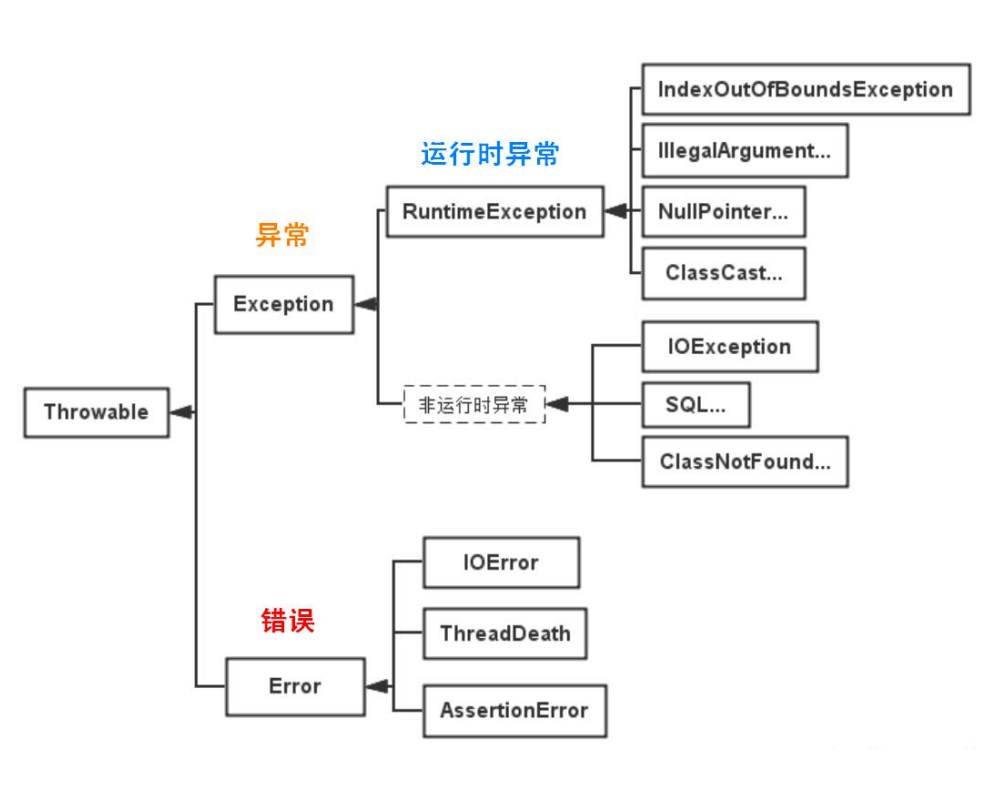 IndexOutOfBoundsException
运行时异常
IllegalArgument...
RuntimeException
NullPointer...
异常
ClassCast...
Exception
IOException
Throwable
非运行时异常
SQL...
ClassNotFound...
IOError
错误
ThreadDeath
Error
AssertionError